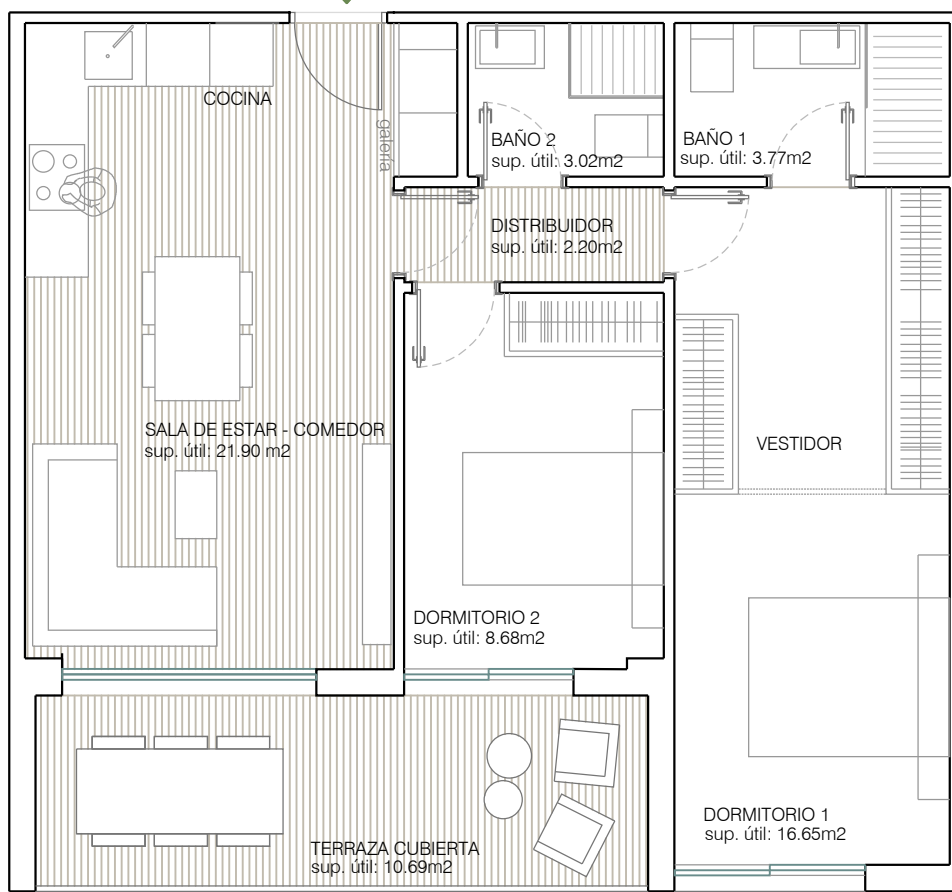 COCINA
galería
BAÑO 2
sup. útil: 3.02m2
BAÑO 1
sup. útil: 3.77m2
DISTRIBUIDOR
sup. útil: 2.20m2
SALA DE ESTAR - COMEDOR
sup. útil: 21.90 m2
VESTIDOR
DORMITORIO 2
sup. útil: 8.68m2
DORMITORIO 1
sup. útil: 16.65m2
TERRAZA CUBIERTA
sup. útil: 10.69m2